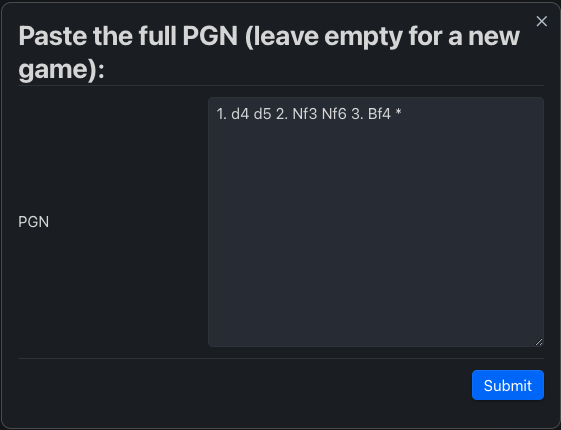 Paste the full PGN (leave empty for a new
game):
1. d4 d5 2. Nf3 Nf6 3. Bf4 *
PGN
Submit